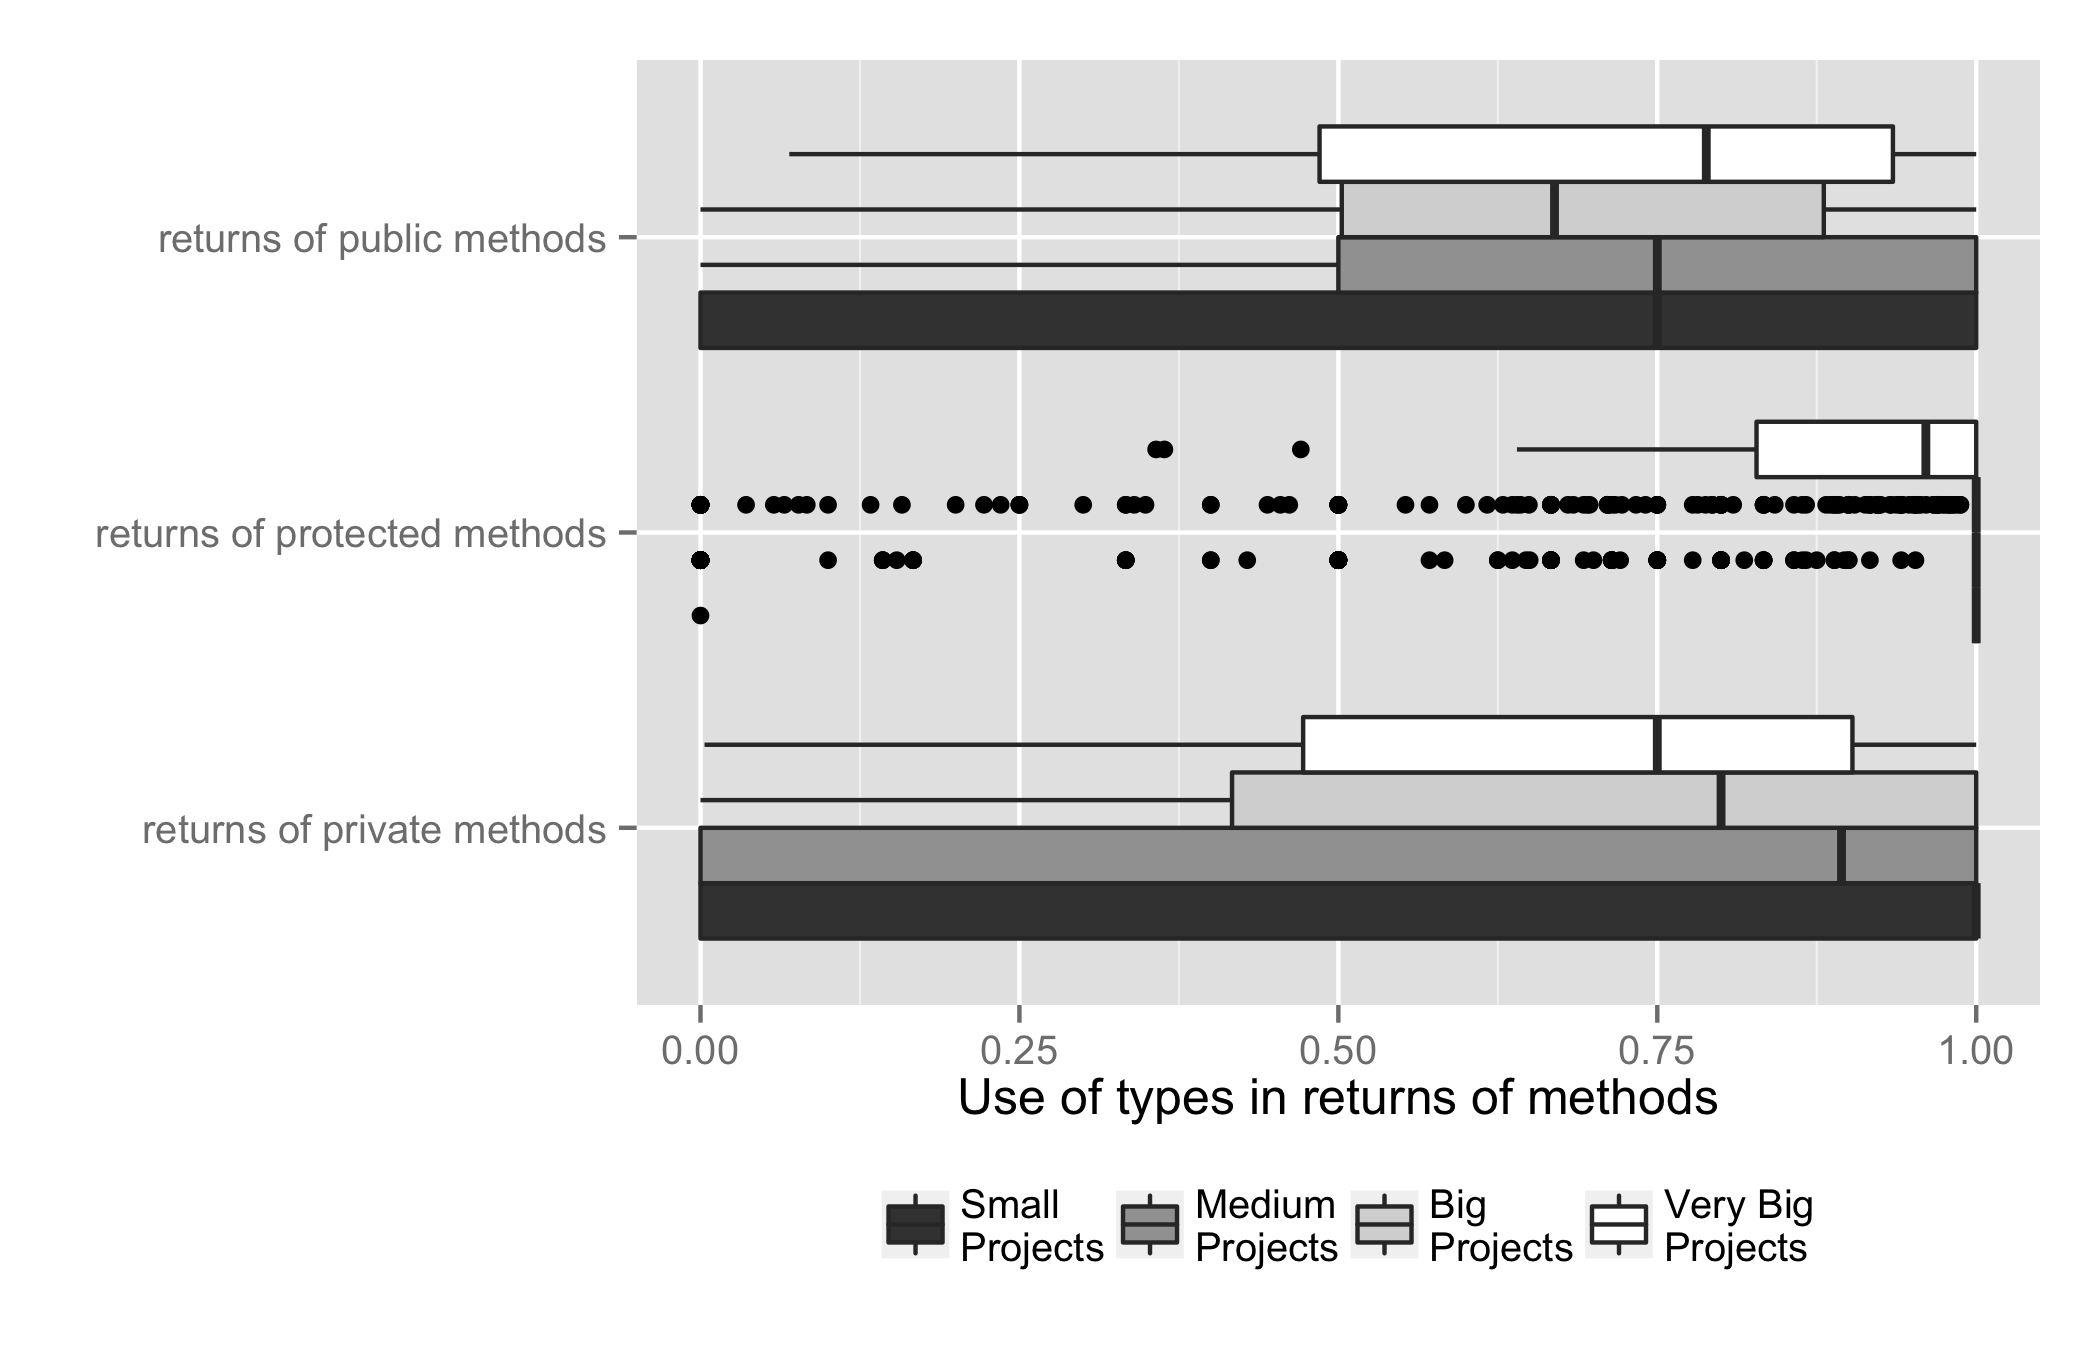 returns of public methods
returns of protected methods
returns of private methods
0.00 0.25 0.50 0.75 1.00
Use of types in returns of methods
Small Projects
Medium Projects
Big Projects
Very Big Projects